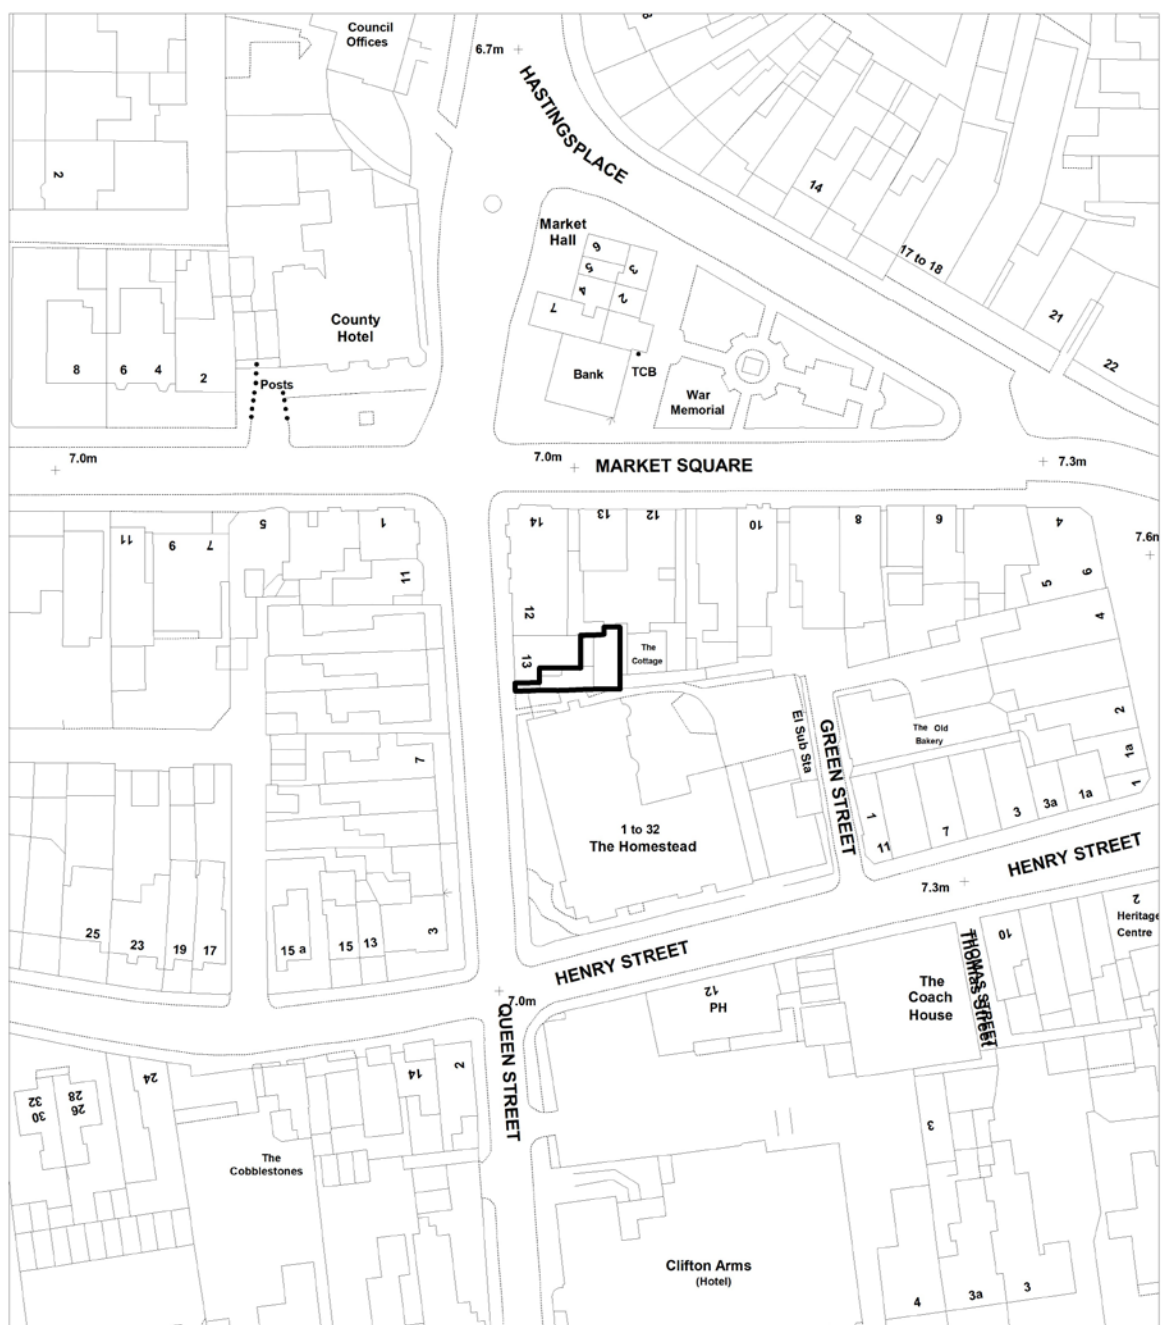 Council
Offices
6.7m
HASTINGSPLACE
8
2
14
Market
Hall
6
5
3
4
2
7
17 to 18
21
22
County
Hotel
8
6
4
2
Posts
Bank
TCB
War
Memorial
7.0m
7.0m
MARKET SQUARE
7.3m
7.6m
11
9
7
5
1
11
14
13
12
10
8
6
4
5
6
4
12
13
The
Cottage
2
1a
1
El Sub Sta
GREEN STREET
The Old
Bakery
7
1 to 32
The Homestead
1
11
7
3
3a
1a
HENRY STREET
7.3m
25
23
19
17
15 a
15
13
3
HENRY STREET
7.0m
QUEEN STREET
12
PH
The
Coach
House
THOMAS STREET
Thomas Street
10
2
Heritage
Centre
32
30
28
26
24
14
2
The
Cobblestones
3
Clifton Arms
(Hotel)
4
3a
3